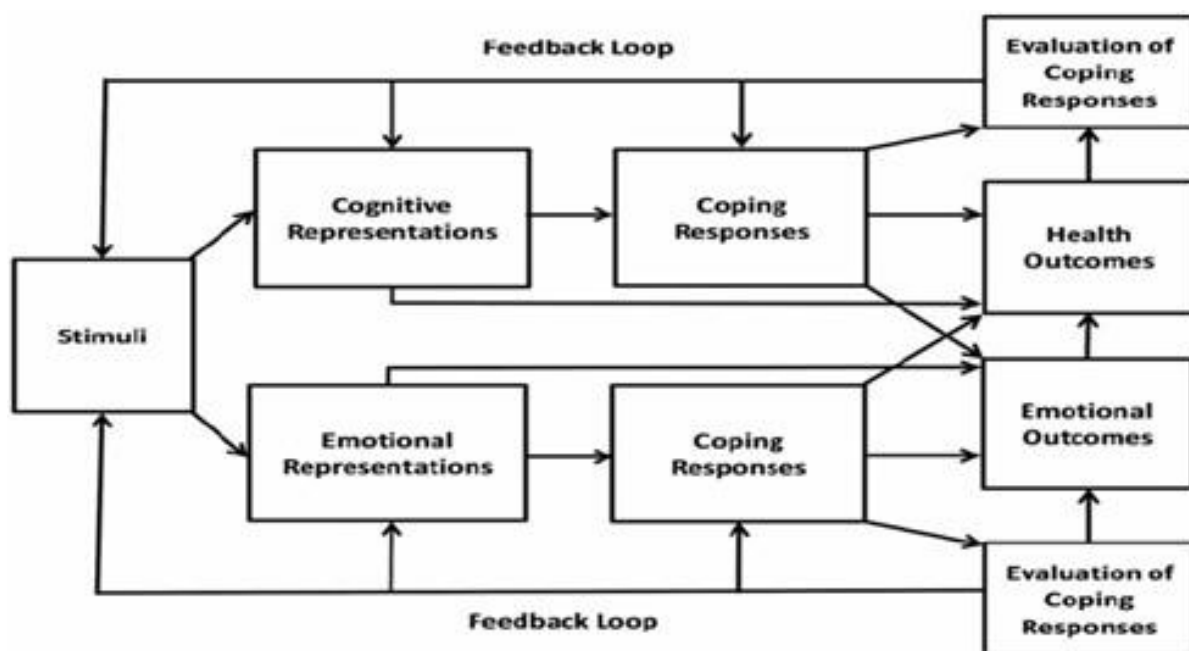 Feedback Loop
Evaluation of
Coping
Responses
Cognitive
Representations
Coping
Responses
Health
Outcomes
Stimuli
Emotional
Representations
Coping
Responses
Emotional
Outcomes
Feedback Loop
Evaluation of
Coping
Responses